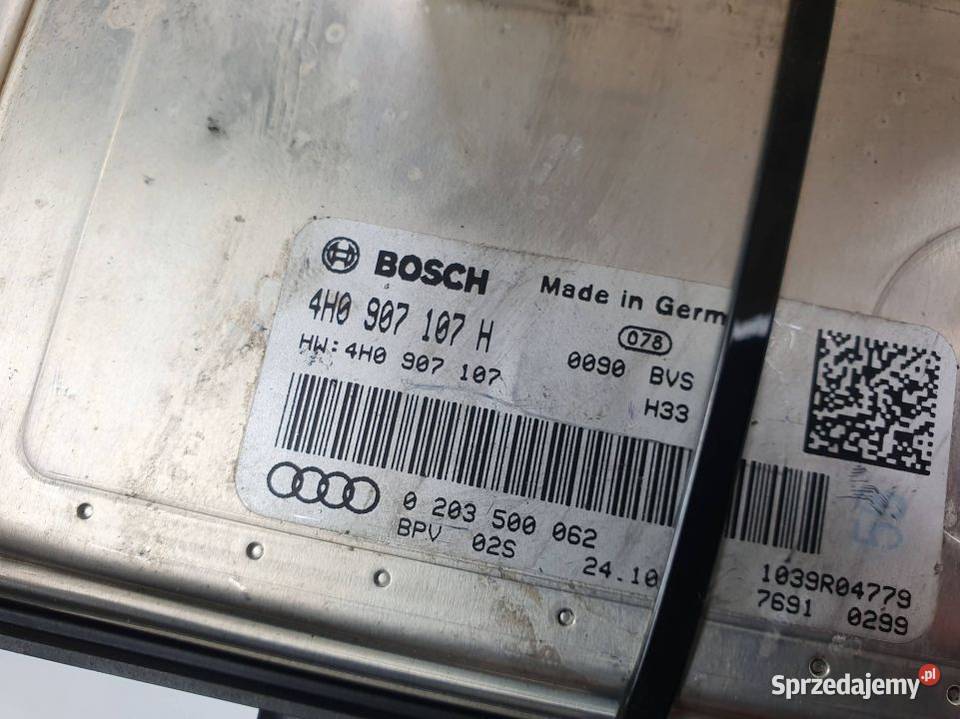 BOSCH Made in Germ
4H0 907 107 H 078
HW:4H0 907 107 0090 BVS
H33
0 203 500 062
BPV 02S 24.10
1039R04779
7691 0299
Sprzedajemy.pl